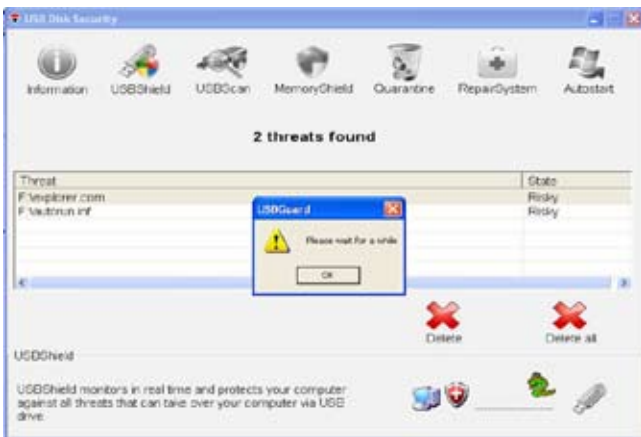 USB Disk Security
Information USBShield USBScan MemoryShield Quarantine RepairSystem Autostart
2 threats found
Threat State
F:\explorer.com Risky
F:\autorun.inf Risky
USBGuard
Please wait for a while
OK
Delete Delete all
USBShield
USBShield monitors in real time and protects your computer
against all threats that can take over your computer via USB
drive.